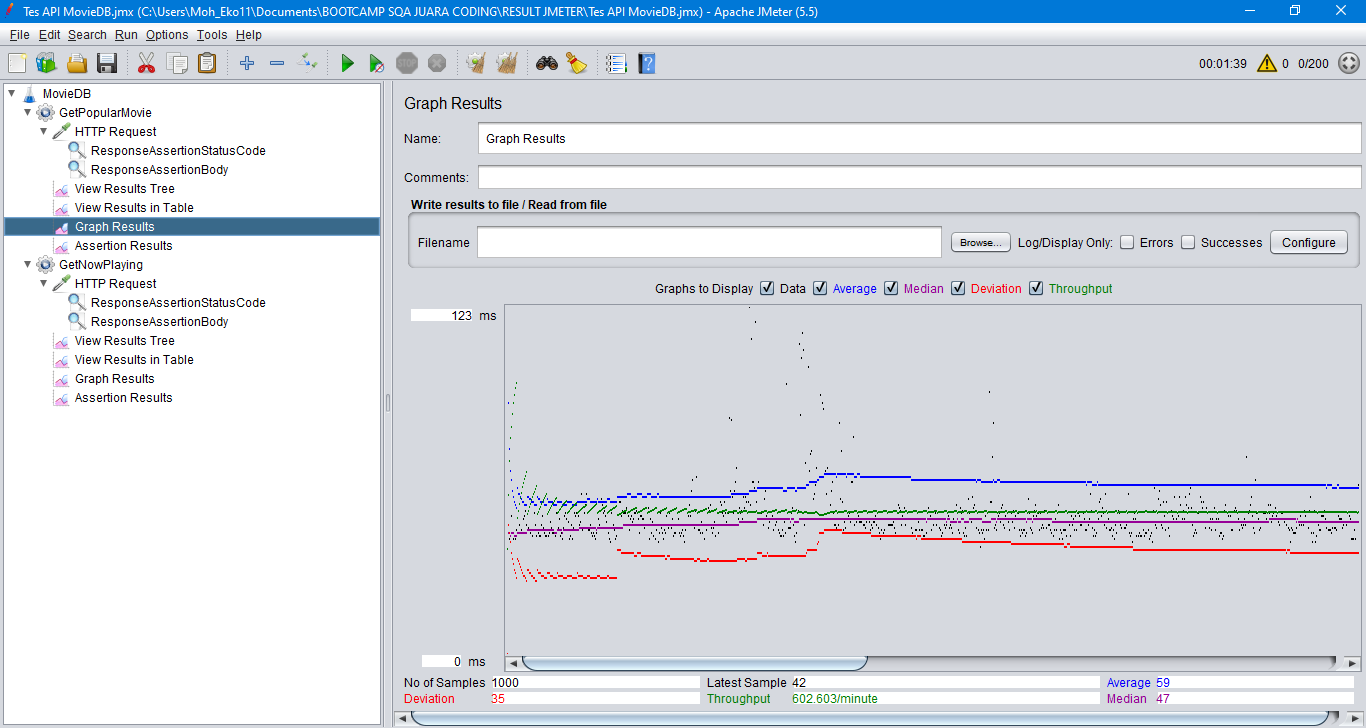 Tes API MovieDB.jmx (C:\Users\Moh_Eko11\Documents\BOOTCAMP SQA JUARA CODING\RESULT JMETER\Tes API MovieDB.jmx) - Apache JMeter (5.5)
File Edit Search Run Options Tools Help
STOP 00:01:39 0 0/200 ?
MovieDB
GetPopularMovie
HTTP Request
ResponseAssertionStatusCode
ResponseAssertionBody
View Results Tree
View Results in Table
Graph Results
Assertion Results
GetNowPlaying
HTTP Request
ResponseAssertionStatusCode
ResponseAssertionBody
View Results Tree
View Results in Table
Graph Results
Assertion Results
Graph Results
Name: Graph Results
Comments:
Write results to file / Read from file
Filename Browse... Log/Display Only: Errors Successes Configure
Graphs to Display Data Average Median Deviation Throughput
123 ms
0 ms
No of Samples 1000 Latest Sample 42 Average 59
Deviation 35 Throughput 602.603/minute Median 47